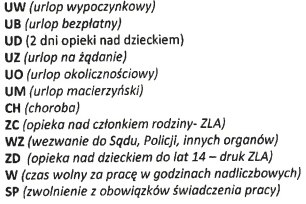 UW (urlop wypoczynkowy)
UB (urlop bezpłatny)
UD (2 dni opieki nad dzieckiem)
UZ (urlop na żądanie)
UO (urlop okolicznościowy)
UM (urlop macierzyński)
CH (choroba)
ZC (opieka nad członkiem rodziny- ZLA)
WZ (wezwanie do Sądu, Policji, innych organów)
ZD (opieka nad dzieckiem do lat 14 – druk ZLA)
W (czas wolny za pracę w godzinach nadliczbowych)
SP (zwolnienie z obowiązków świadczenia pracy)